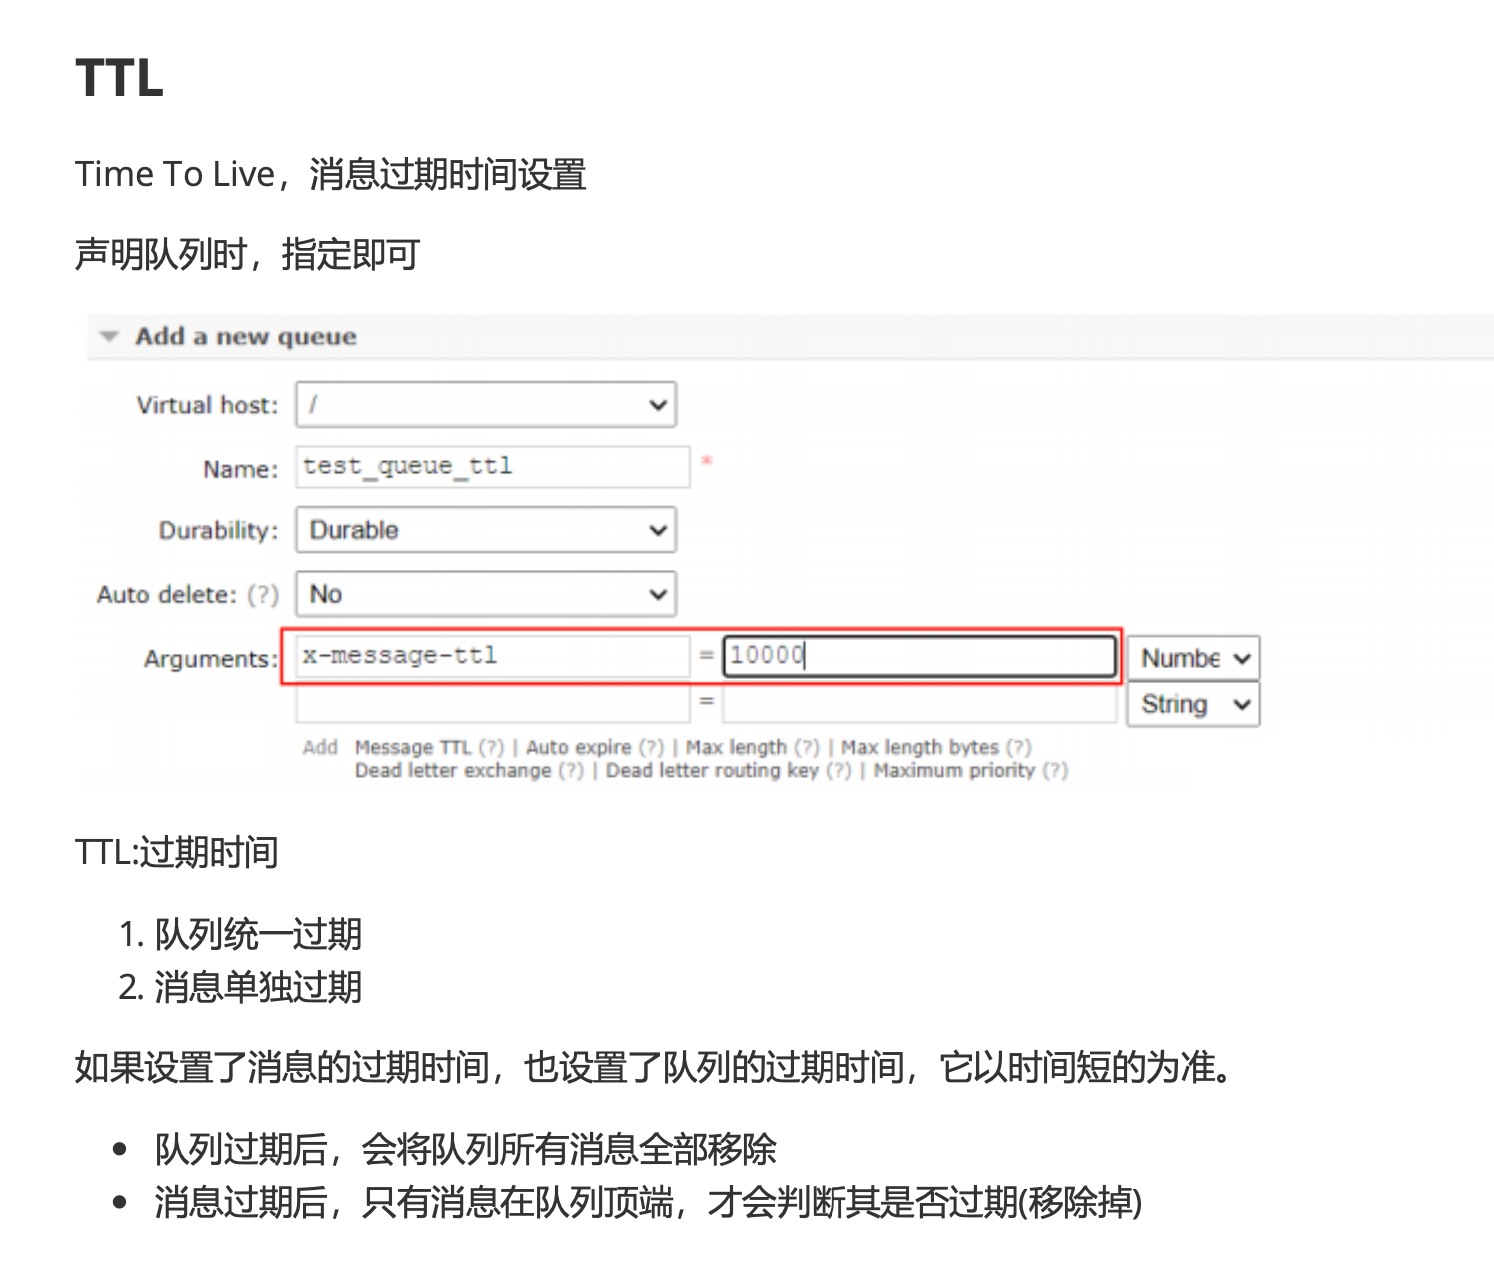 TTL
Time To Live，消息过期时间设置
声明队列时，指定即可
Add a new queue
Virtual host: /
Name: test_queue_ttl *
Durability: Durable
Auto delete: (?) No
Arguments: x-message-ttl = 10000 Numbe
= String
Add Message TTL (?) | Auto expire (?) | Max length (?) | Max length bytes (?)
Dead letter exchange (?) | Dead letter routing key (?) | Maximum priority (?)
TTL:过期时间
1. 队列统一过期
2. 消息单独过期
如果设置了消息的过期时间，也设置了队列的过期时间，它以时间短的为准。
• 队列过期后，会将队列所有消息全部移除
• 消息过期后，只有消息在队列顶端，才会判断其是否过期(移除掉)